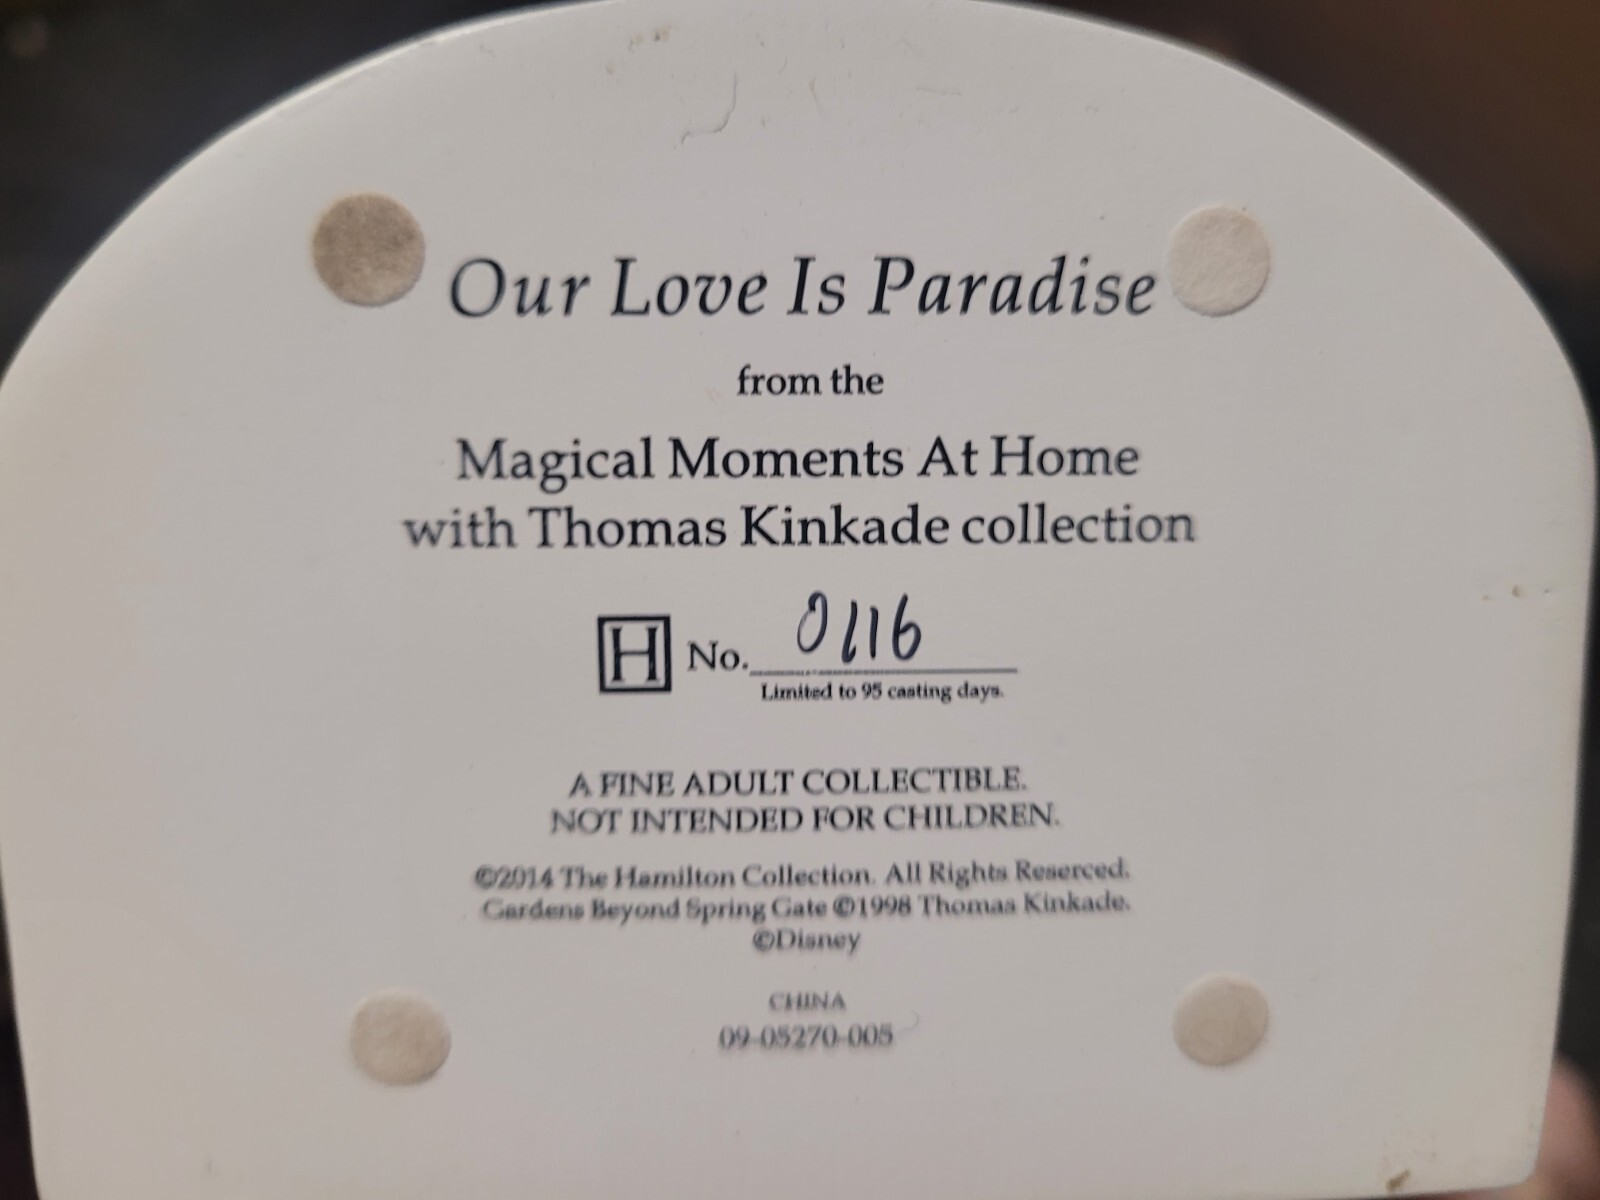 Our Love Is Paradise
from the
Magical Moments At Home
with Thomas Kinkade collection
H No. 0116
Limited to 95 casting days.
A FINE ADULT COLLECTIBLE.
NOT INTENDED FOR CHILDREN.
©2014 The Hamilton Collection. All Rights Reserced.
Gardens Beyond Spring Gate ©1998 Thomas Kinkade.
©Disney
CHINA
09-05270-005